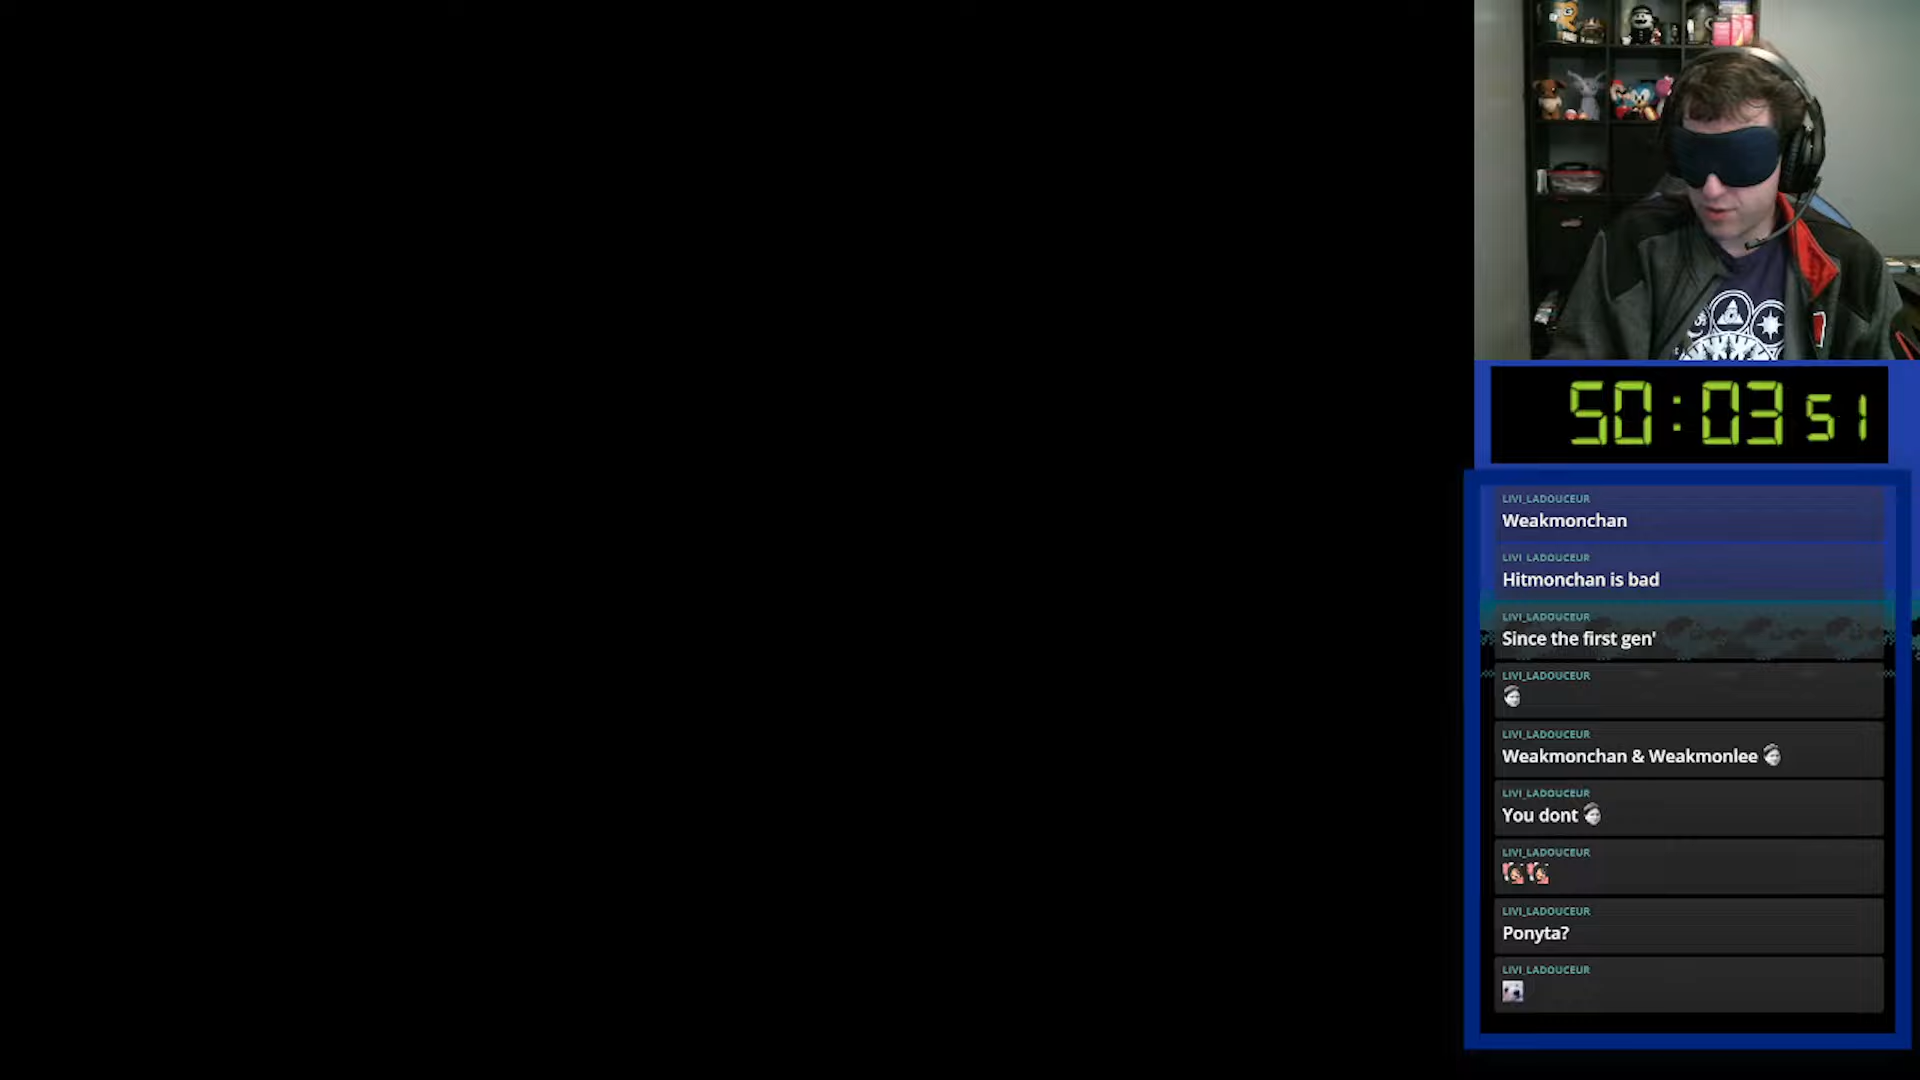 50:03 51
LIVI_LADOUCEUR
Weakmonchan
LIVI_LADOUCEUR
Hitmonchan is bad
LIVI_LADOUCEUR
Since the first gen'
LIVI_LADOUCEUR
LIVI_LADOUCEUR
Weakmonchan & Weakmonlee
LIVI_LADOUCEUR
You dont
LIVI_LADOUCEUR
LIVI_LADOUCEUR
Ponyta?
LIVI_LADOUCEUR